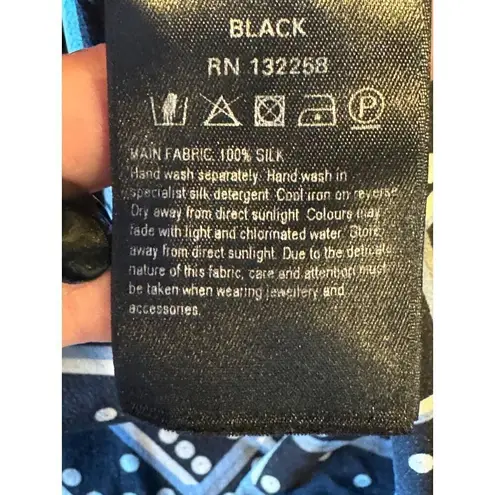 BLACK
RN 132258
P
MAIN FABRIC: 100% SILK
Hand wash separately. Hand wash in
specialist silk detergent. Cool iron on reverse
Dry away from direct sunlight. Colours may
fade with light and chlorinated water. Store
away from direct sunlight. Due to the delicate
nature of this fabric, care and attention must
be taken when wearing jewellery and
accessories.